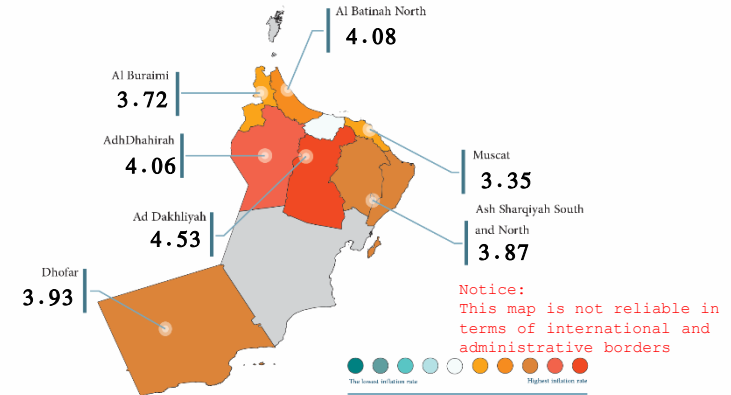 Al Batinah North
4.08
Al Buraimi
3.72
AdhDhahirah
4.06
Muscat
3.35
Ash Sharqiyah South
and North
3.87
Ad Dakhliyah
4.53
Dhofar
3.93
Notice:
This map is not reliable in
terms of international and
administrative borders
The lowest inflation rate
Highest inflation rate